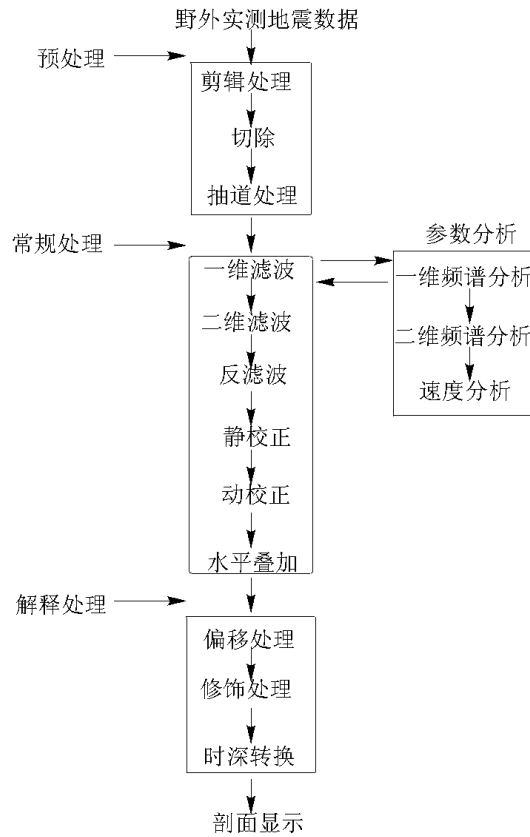 野外实测地震数据
预处理
剪辑处理
切除
抽道处理
常规处理
参数分析
一维滤波
一维频谱分析
二维滤波
二维频谱分析
反滤波
速度分析
静校正
动校正
水平叠加
解释处理
偏移处理
修饰处理
时深转换
剖面显示